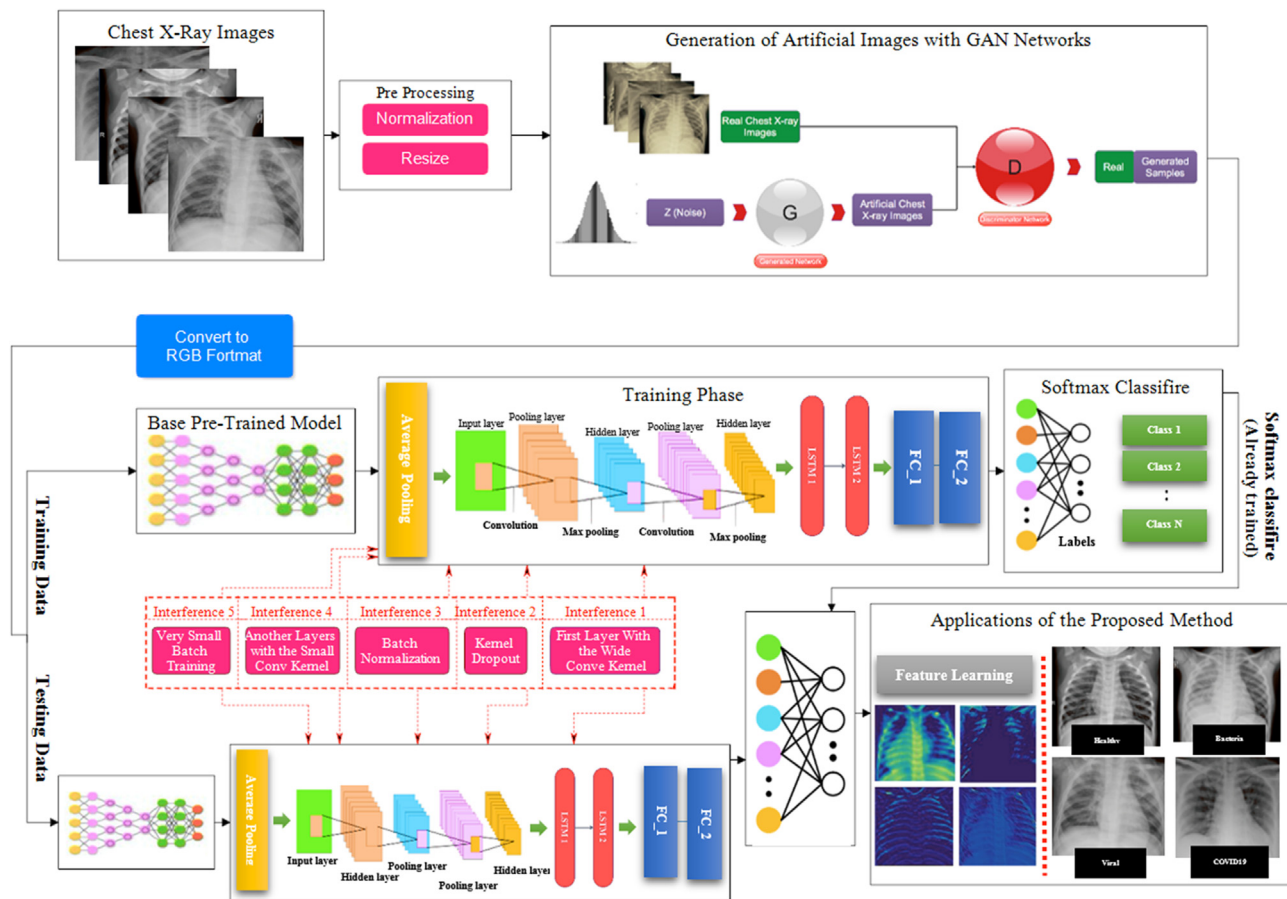 Chest X-Ray Images
Pre Processing
Normalization
Resize
Generation of Artificial Images with GAN Networks
Real Chest X-ray
Images
Z (Noise)
G
Generated Network
Artificial Chest
X-ray Images
D
Discriminator Network
Real
Generated
Samples
Convert to
RGB Fortmat
Training Data
Testing Data
Base Pre-Trained Model
Training Phase
Average Pooling
Input layer
Pooling layer
Hidden layer
Pooling layer
Hidden layer
Convolution
Max pooling
Convolution
Max pooling
LSTM 1
LSTM 2
FC_1
FC_2
Softmax Classifire
Class 1
Class 2
Class N
Labels
Softmax classifire
(Already trained)
Interference 5
Interference 4
Interference 3
Interference 2
Interference 1
Very Small
Batch
Training
Another Layers
with the Small
Conv Kernel
Batch
Normalization
Kernel
Dropout
First Layer With
the Wide
Conve Kernel
Average Pooling
Input layer
Hidden layer
Pooling layer
Pooling layer
Hidden layer
LSTM 1
LSTM 2
FC_1
FC_2
Applications of the Proposed Method
Feature Learning
Healthy
Bacteria
Viral
COVID19